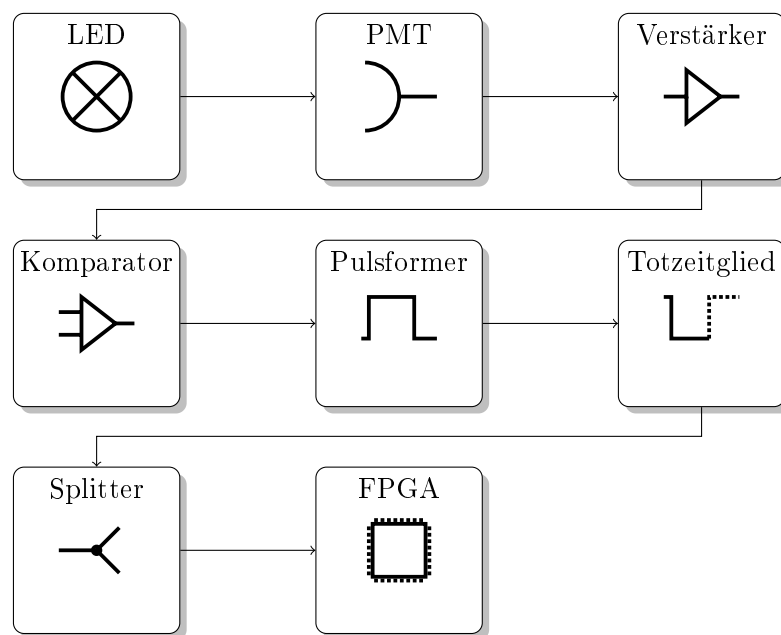 LED
PMT
Verstärker
Komparator
Pulsformer
Totzeitglied
Splitter
FPGA